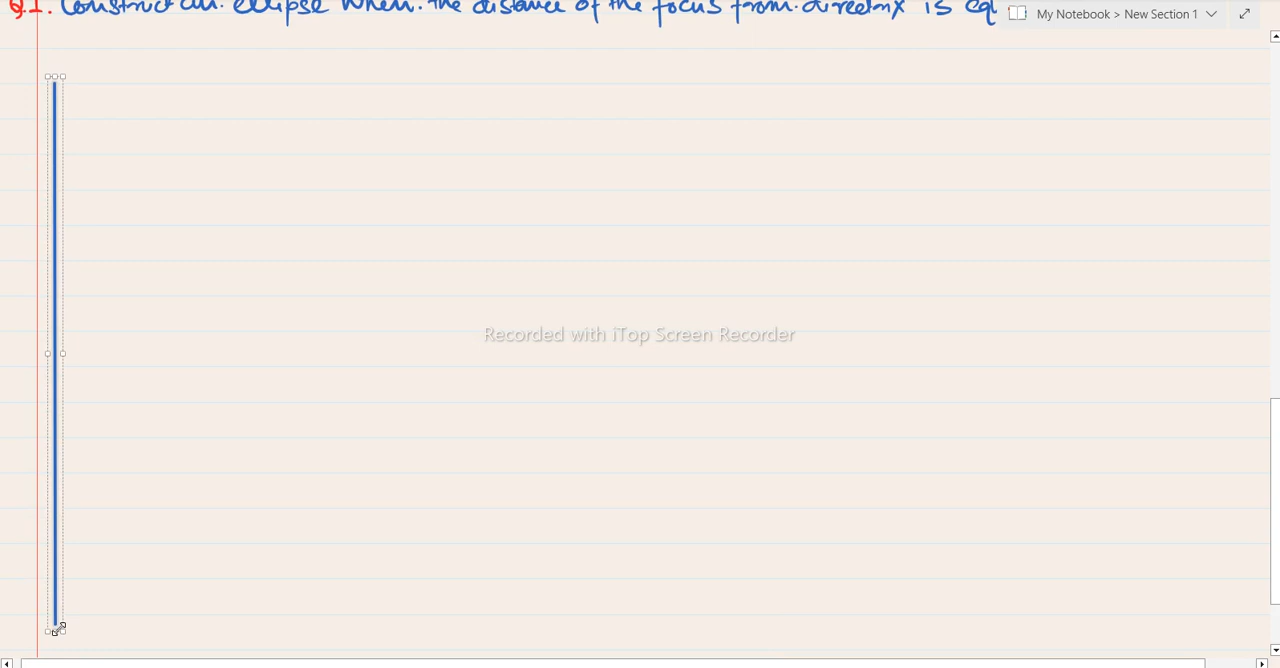 Q.1. Construct an. ellipse when. the distance of the focus from. directrix is eql
My Notebook > New Section 1
Recorded with iTop Screen Recorder